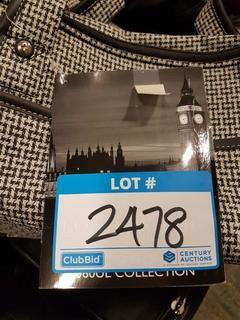 LOT #
2478
ClubBid
CENTURY AUCTIONS
COLLECTION